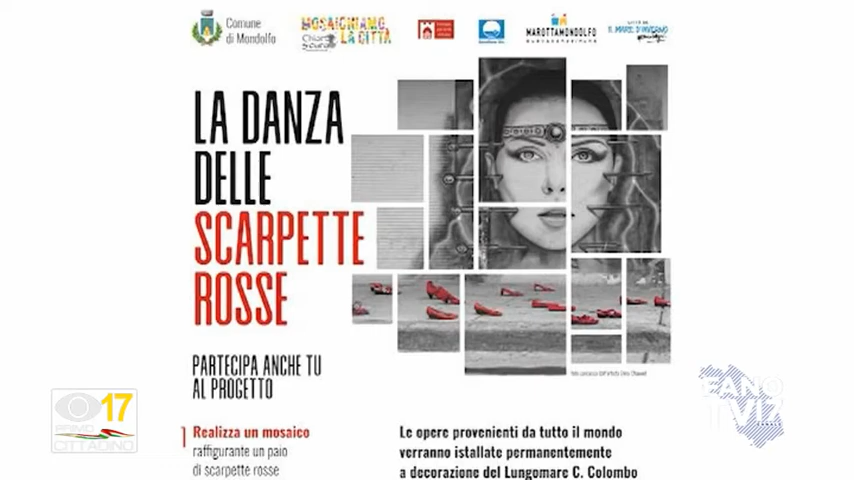 Comune
di Mondolfo
MOSAICHIAMO
LA CITTÀ
MAROTTAMONDOLFO
IL MARE D'INVERNO
LA DANZA
DELLE
SCARPETTE
ROSSE
PARTECIPA ANCHE TU
AL PROGETTO
1 Realizza un mosaico
raffigurante un paio
di scarpette rosse
Le opere provenienti da tutto il mondo
verranno istallate permanentemente
a decorazione del Lungomare C. Colombo
17
PRIMO
CITTADINO
FANO
TV